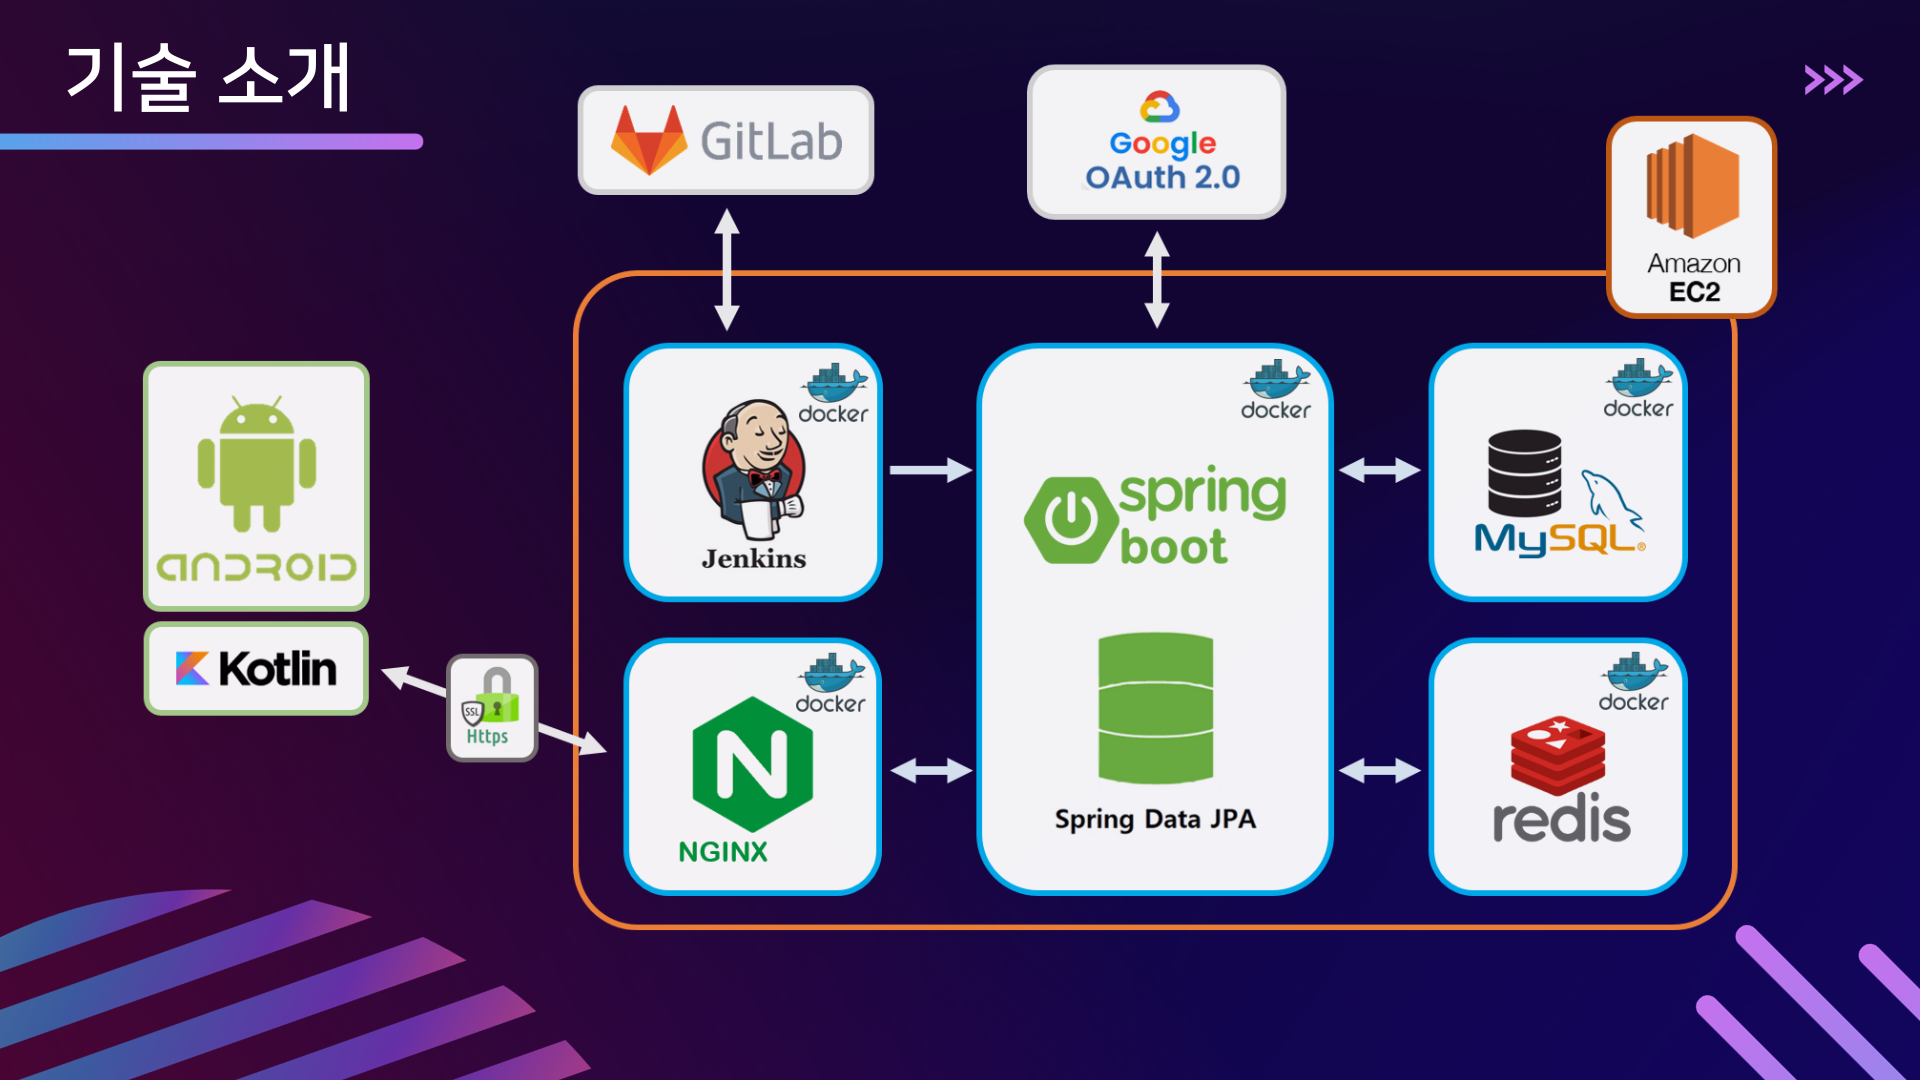 기술 소개
GitLab
Google
OAuth 2.0
Amazon
EC2
docker
Jenkins
docker
spring
boot
Spring Data JPA
docker
MySQL®
ANDROID
Kotlin
SSL
Https
docker
NGINX
docker
redis